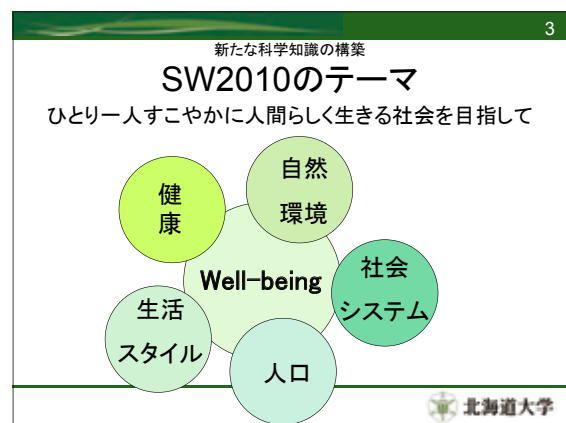 3
新たな科学知識の構築
SW2010のテーマ
ひとり一人すこやかに人間らしく生きる社会を目指して
自然
環境
健
康
Well-being
社会
システム
生活
スタイル
人口
北海道大学